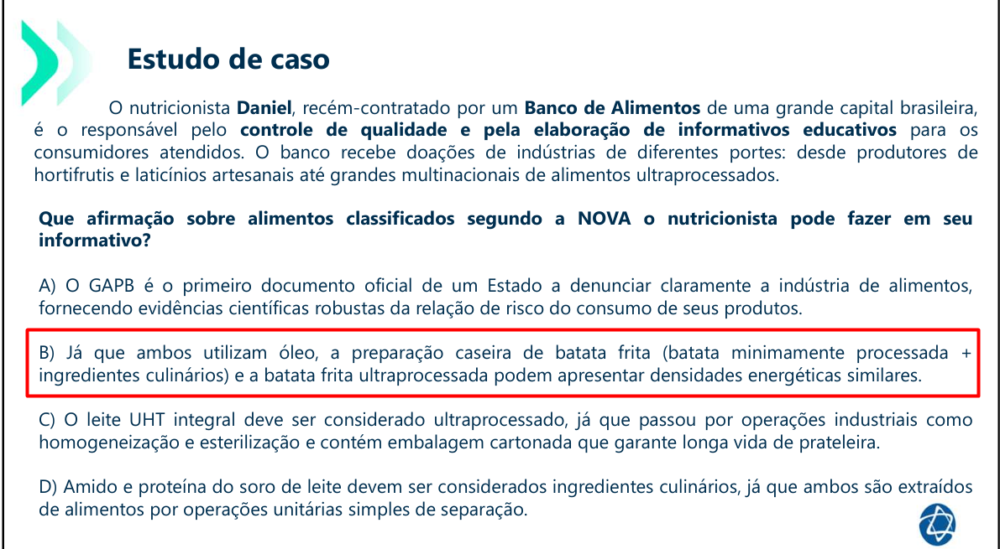 Estudo de caso
O nutricionista Daniel, recém-contratado por um Banco de Alimentos de uma grande capital brasileira,
é o responsável pelo controle de qualidade e pela elaboração de informativos educativos para os
consumidores atendidos. O banco recebe doações de indústrias de diferentes portes: desde produtores de
hortifrutis e laticínios artesanais até grandes multinacionais de alimentos ultraprocessados.
Que afirmação sobre alimentos classificados segundo a NOVA o nutricionista pode fazer em seu
informativo?
A) O GAPB é o primeiro documento oficial de um Estado a denunciar claramente a indústria de alimentos,
fornecendo evidências científicas robustas da relação de risco do consumo de seus produtos.
B) Já que ambos utilizam óleo, a preparação caseira de batata frita (batata minimamente processada +
ingredientes culinários) e a batata frita ultraprocessada podem apresentar densidades energéticas similares.
C) O leite UHT integral deve ser considerado ultraprocessado, já que passou por operações industriais como
homogeneização e esterilização e contém embalagem cartonada que garante longa vida de prateleira.
D) Amido e proteína do soro de leite devem ser considerados ingredientes culinários, já que ambos são extraídos
de alimentos por operações unitárias simples de separação.